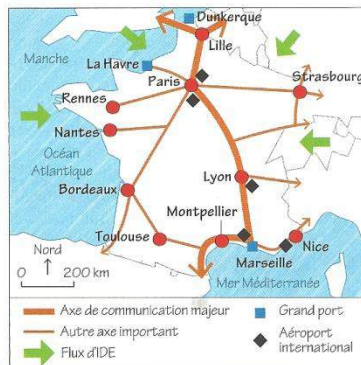 Dunkerque
Lille
Manche
La Havre
Paris
Strasbourg
Rennes
Nantes
Océan
Atlantique
Lyon
Bordeaux
Montpellier
Toulouse
Nice
Marseille
Nord
0 200 km
Mer Méditerranée
Axe de communication majeur
Autre axe important
Flux d'IDE
Grand port
Aéroport
international